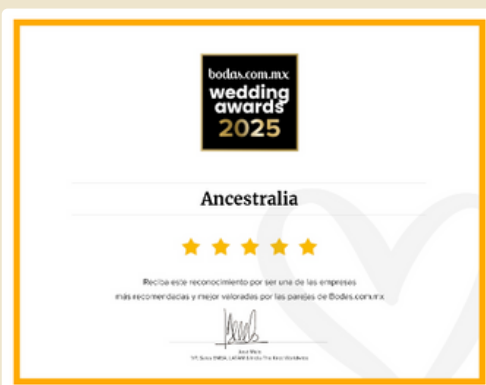 bodas.com.mx
wedding
awards
2025
Ancestralia
Reciba este reconocimiento por ser una de las empresas
más recomendadas y mejor valoradas por las parejas de Bodas.com.mx